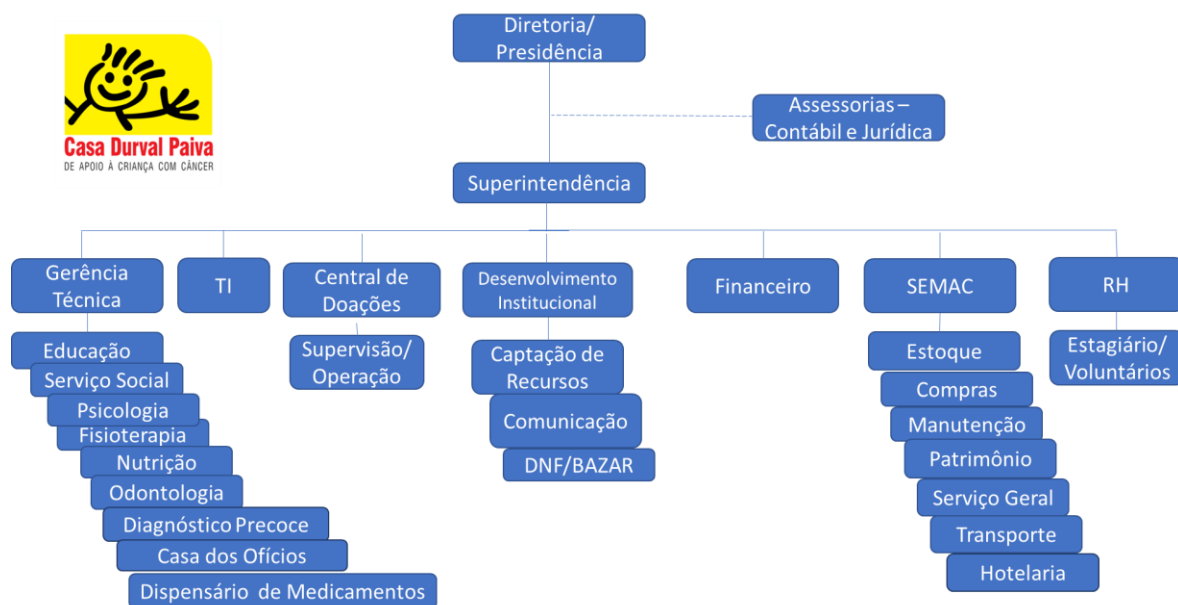 Diretoria/
Presidência
Casa Durval Paiva
DE APOIO À CRIANÇA COM CÂNCER
Assessorias –
Contábil e Jurídica
Superintendência
Gerência
Técnica
TI
Central de
Doações
Desenvolvimento
Institucional
Financeiro
SEMAC
RH
Educação
Serviço Social
Psicologia
Fisioterapia
Nutrição
Odontologia
Diagnóstico Precoce
Casa dos Ofícios
Dispensário de Medicamentos
Supervisão/
Operação
Captação de
Recursos
Comunicação
DNF/BAZAR
Estoque
Compras
Manutenção
Patrimônio
Serviço Geral
Transporte
Hotelaria
Estagiário/
Voluntários